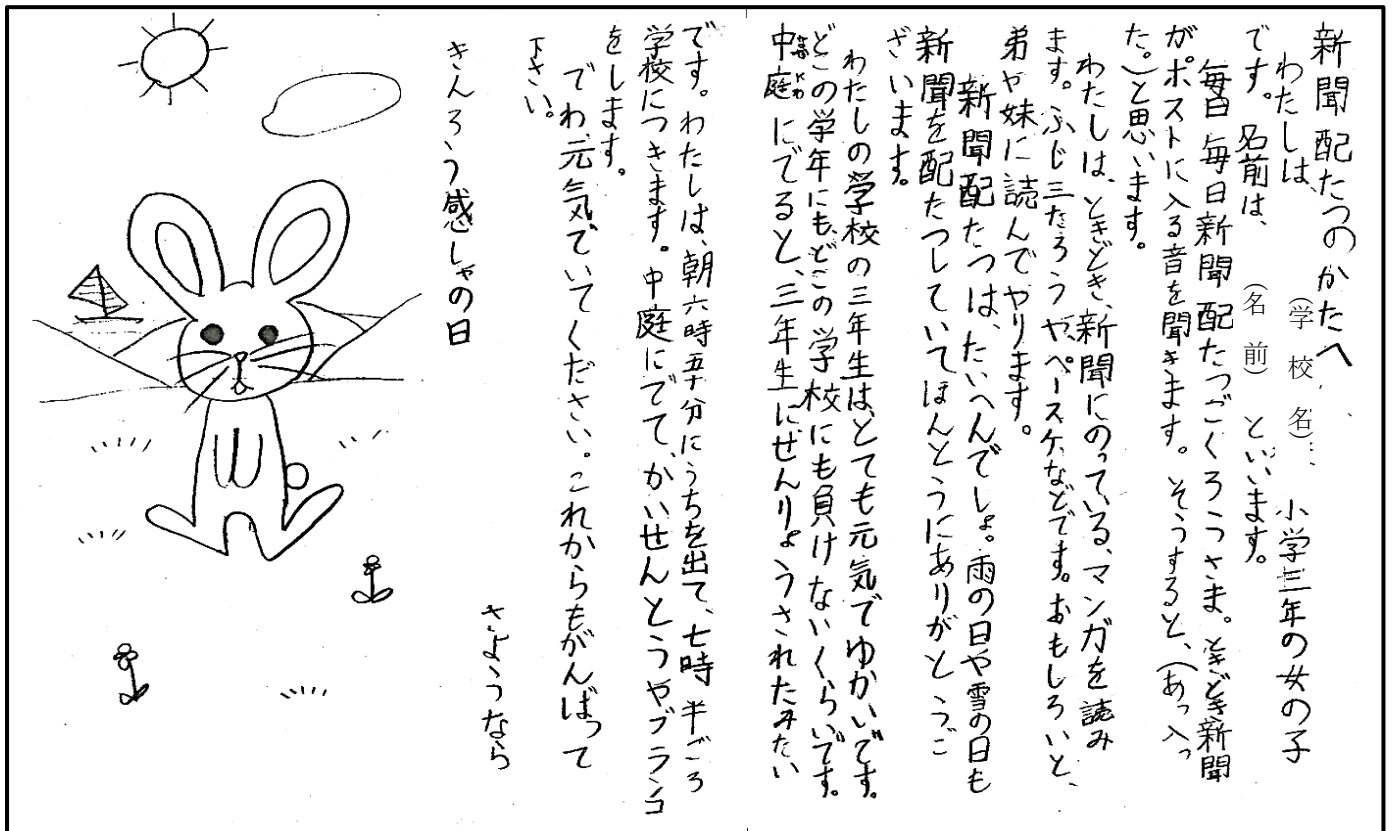 新聞配たつのかたへ
わたしは、(学校名)、小学三年の女の子
です。名前は、(名前)といいます。
毎日毎日新聞配たつごくろうさま。ときどき新聞
がポストに入る音を聞きます。そうすると、(あっ入っ
た。)と思います。
わたしは、ときどき、新聞にのっている、マンガを読み
ます。ふじ三たろうや、ペースケなどです。おもしろいと、
弟や妹に読んでやります。
新聞配たつは、たいへんでしょ。雨の日や雪の日も
新聞を配たつしていてほんとうにありがとうご
ざいます。
わたしの学校の三年生は、とても元気でゆかいです。
どこの学年にも、どこの学校にも負けないくらいです。
中庭にでると、三年生にせんりょうされたみたい
です。わたしは、朝六時五十分にうちを出て、七時半ごろ
学校につきます。中庭にでて、かいせんとうやブランコ
をします。
でわ、元気でいてください。これからもがんばって
下さい。
さようなら
きんろう感しゃの日